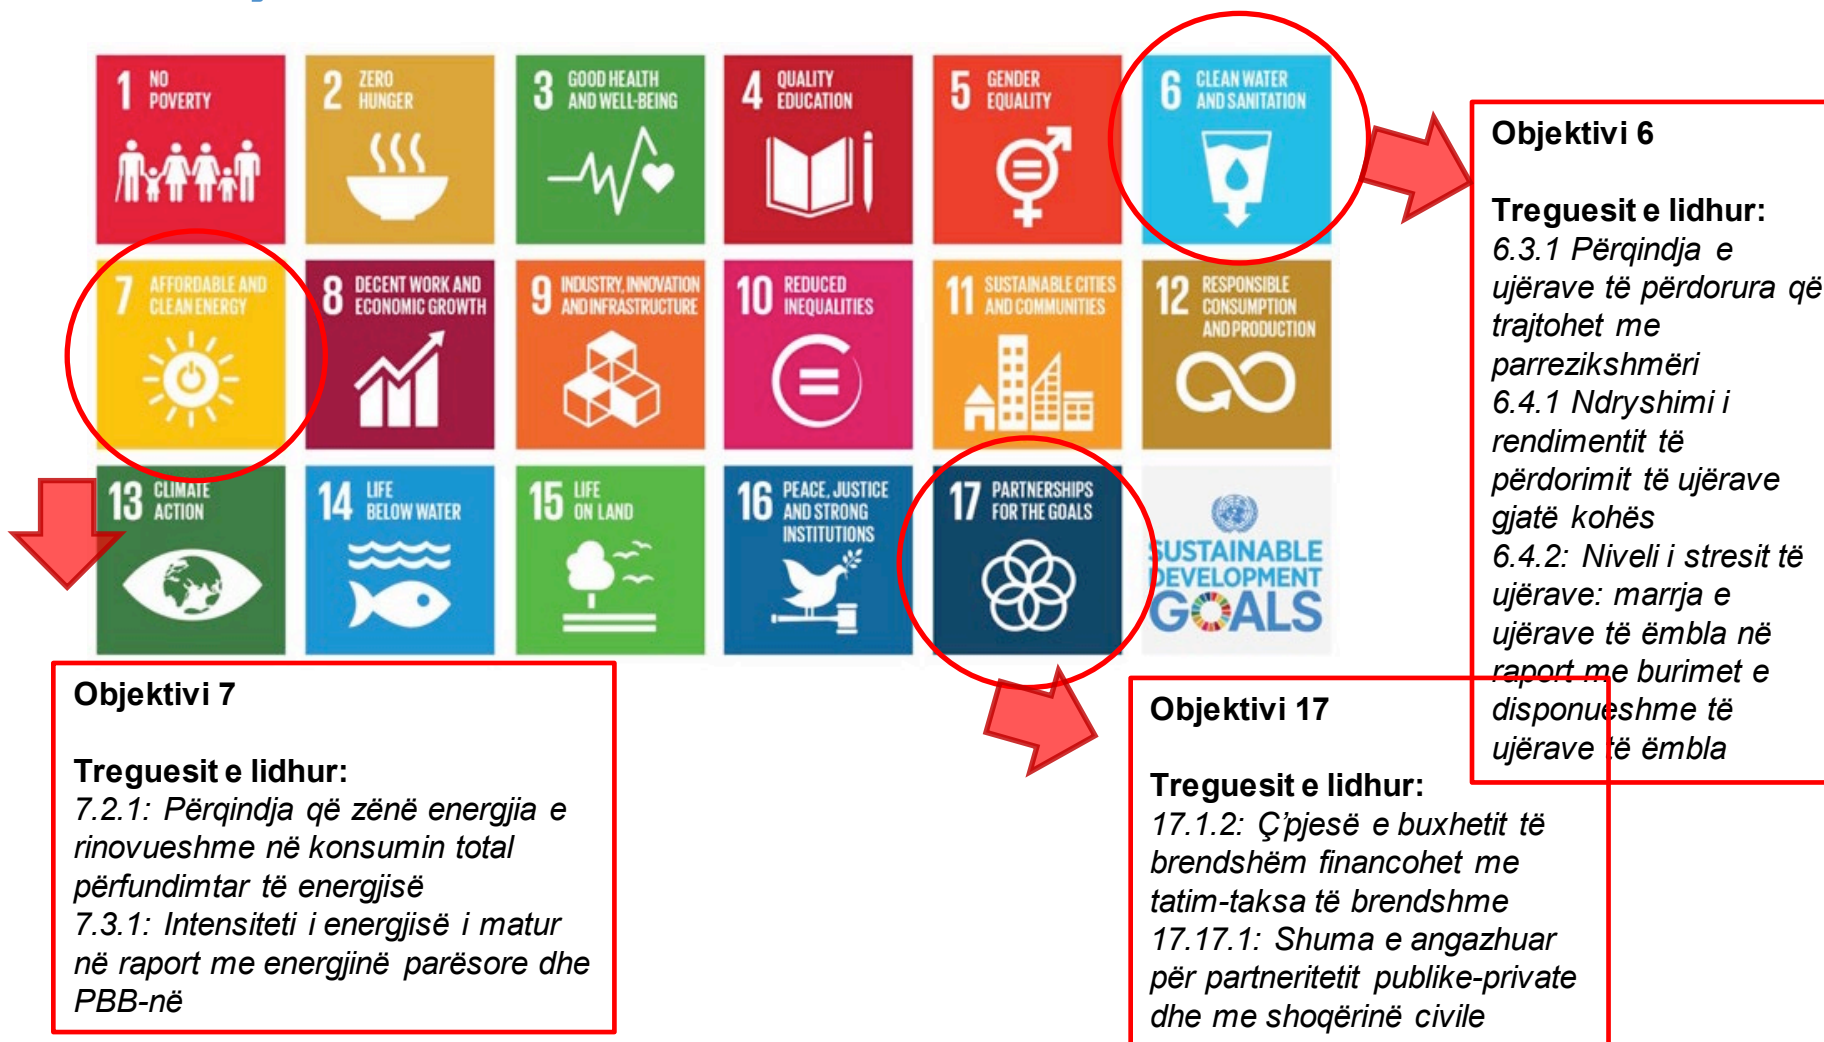 1 NO
POVERTY
2 ZERO
HUNGER
3 GOOD HEALTH
AND WELL-BEING
4 QUALITY
EDUCATION
5 GENDER
EQUALITY
6 CLEAN WATER
AND SANITATION
7 AFFORDABLE AND
CLEAN ENERGY
8 DECENT WORK AND
ECONOMIC GROWTH
9 INDUSTRY, INNOVATION
AND INFRASTRUCTURE
10 REDUCED
INEQUALITIES
11 SUSTAINABLE CITIES
AND COMMUNITIES
12 RESPONSIBLE
CONSUMPTION
AND PRODUCTION
13 CLIMATE
ACTION
14 LIFE
BELOW WATER
15 LIFE
ON LAND
16 PEACE, JUSTICE
AND STRONG
INSTITUTIONS
17 PARTNERSHIPS
FOR THE GOALS
SUSTAINABLE
DEVELOPMENT
GOALS
Objektivi 6
Treguesit e lidhur:
6.3.1 Përqindja e
ujërave të përdorura që
trajtohet me
parrezikshmëri
6.4.1 Ndryshimi i
rendimentit të
përdorimit të ujërave
gjatë kohës
6.4.2: Niveli i stresit të
ujërave: marrja e
ujërave të ëmbla në
raport me burimet e
disponueshme të
ujërave të ëmbla
Objektivi 7
Treguesit e lidhur:
7.2.1: Përqindja që zënë energjia e
rinovueshme në konsumin total
përfundimtar të energjisë
7.3.1: Intensiteti i energjisë i matur
në raport me energjinë parësore dhe
PBB-në
Objektivi 17
Treguesit e lidhur:
17.1.2: Ç'pjesë e buxhetit të
brendshëm financohet me
tatim-taksa të brendshme
17.17.1: Shuma e angazhuar
për partneritetit publike-private
dhe me shoqërinë civile